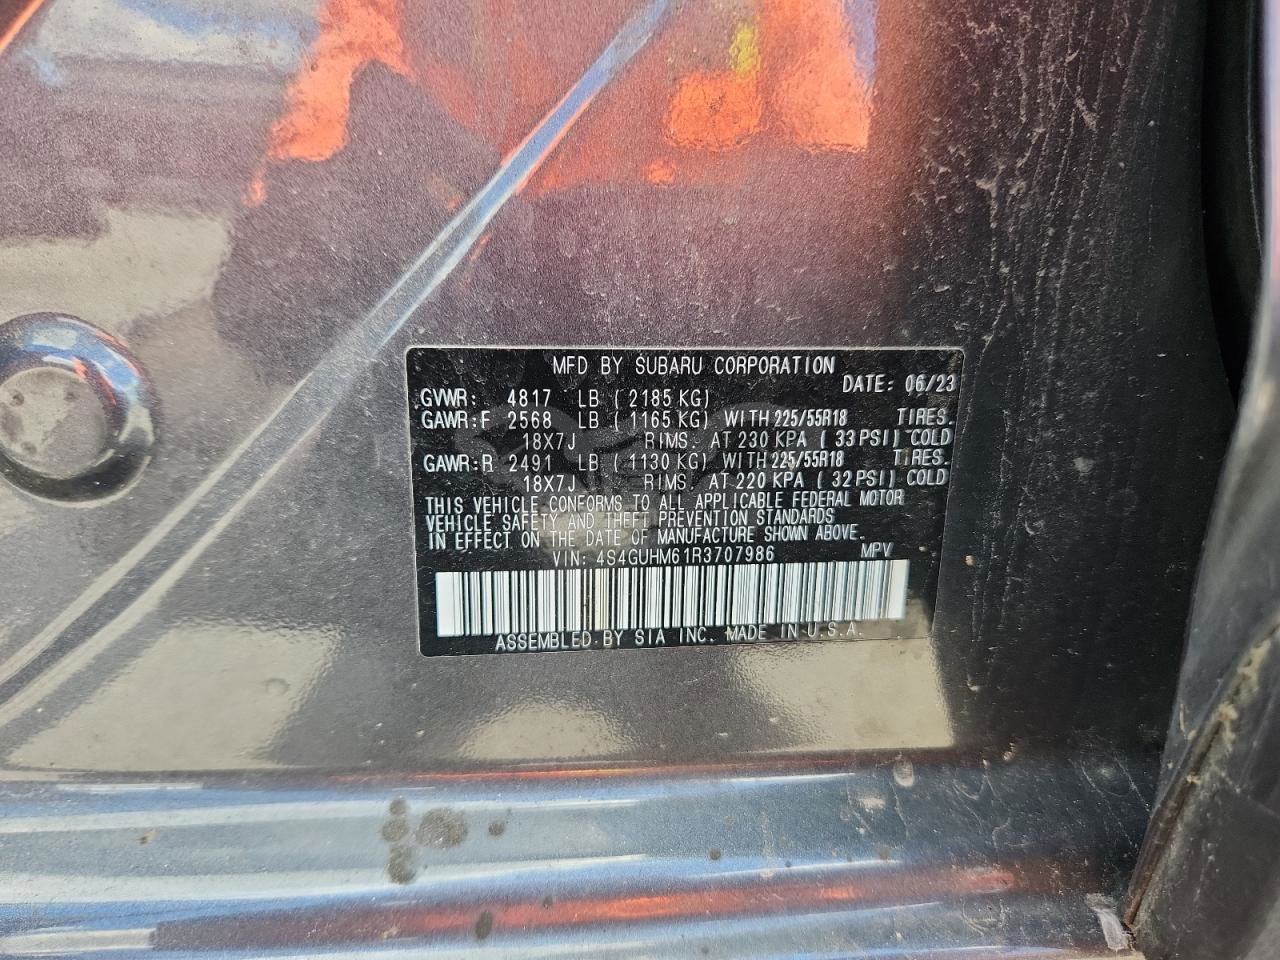 MFD BY SUBARU CORPORATION
DATE: 06/23
GVWR: 4817 LB (2185 KG)
GAWR: F 2568 LB (1165 KG) WITH 225/55R18 TIRES.
18X7J RIMS. AT 230 KPA (33 PSI) COLD
GAWR: R 2491 LB (1130 KG) WITH 225/55R18 TIRES.
18X7J RIMS. AT 220 KPA (32 PSI) COLD
THIS VEHICLE CONFORMS TO ALL APPLICABLE FEDERAL MOTOR
VEHICLE SAFETY AND THEFT PREVENTION STANDARDS
IN EFFECT ON THE DATE OF MANUFACTURE SHOWN ABOVE.
VIN: 4S4GUHM61R3707986 MPV
ASSEMBLED BY SIA INC. MADE IN U.S.A.